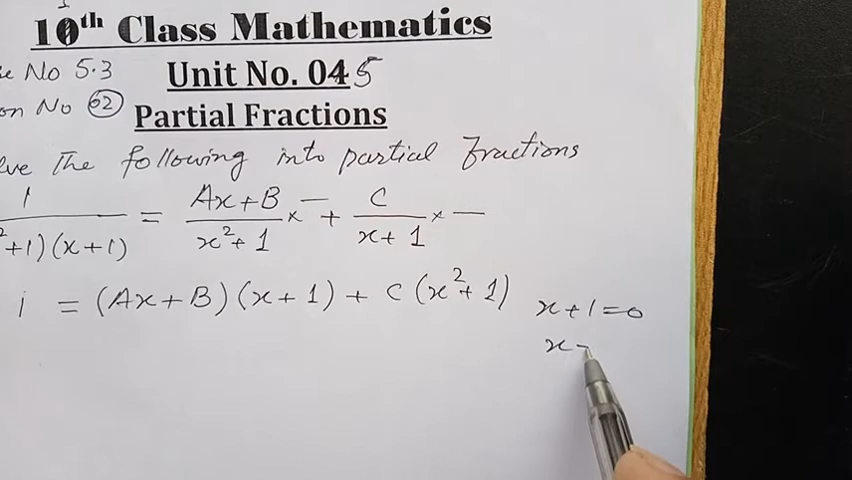 10th Class Mathematics
No 5.3 Unit No. 045
No 02 Partial Fractions
The following into partial fractions
1 / (²+1)(x+1) = Ax+B / x²+1 × — + C / x+1 × —
1 = (Ax+B)(x+1) + C(x²+1)
x+1=0
x-